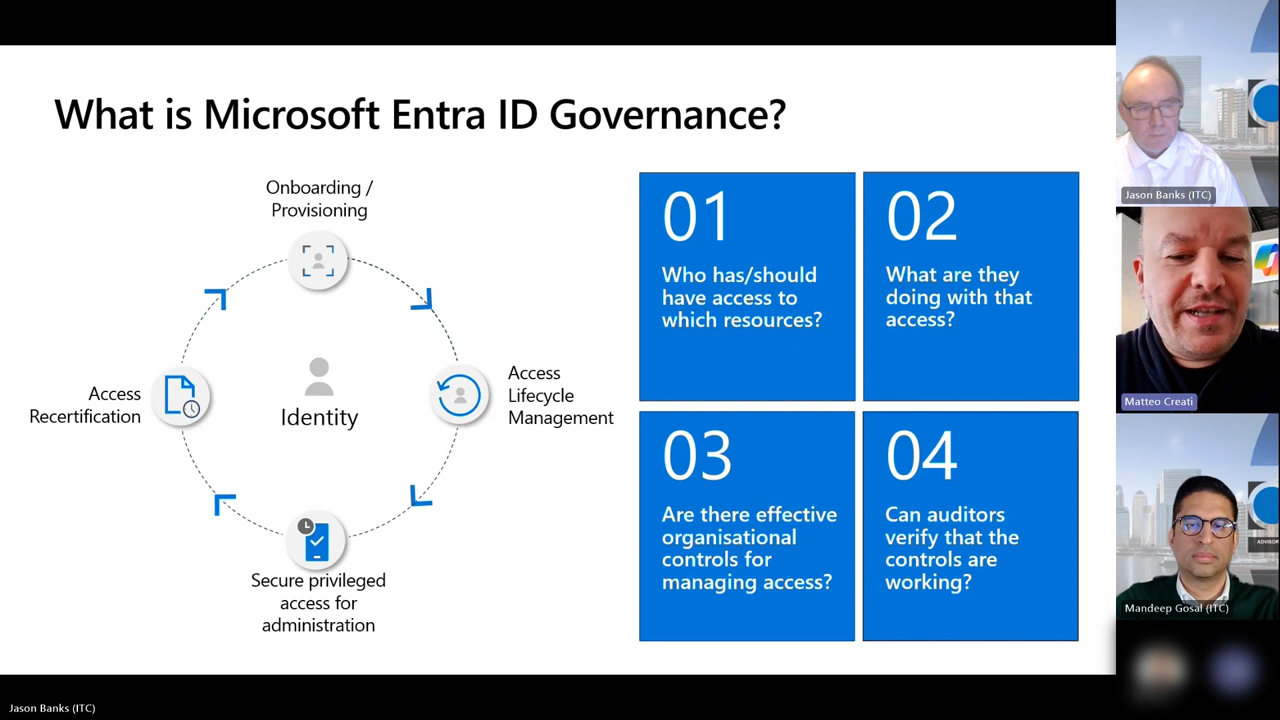 What is Microsoft Entra ID Governance?
Onboarding /
Provisioning
Access
Lifecycle
Management
Secure privileged
access for
administration
Access
Recertification
Identity
01
Who has/should
have access to
which resources?
02
What are they
doing with that
access?
03
Are there effective
organisational
controls for
managing access?
04
Can auditors
verify that the
controls are
working?
Jason Banks (ITC)
Matteo Creati
ADVISOR
Mandeep Gosal (ITC)
Jason Banks (ITC)